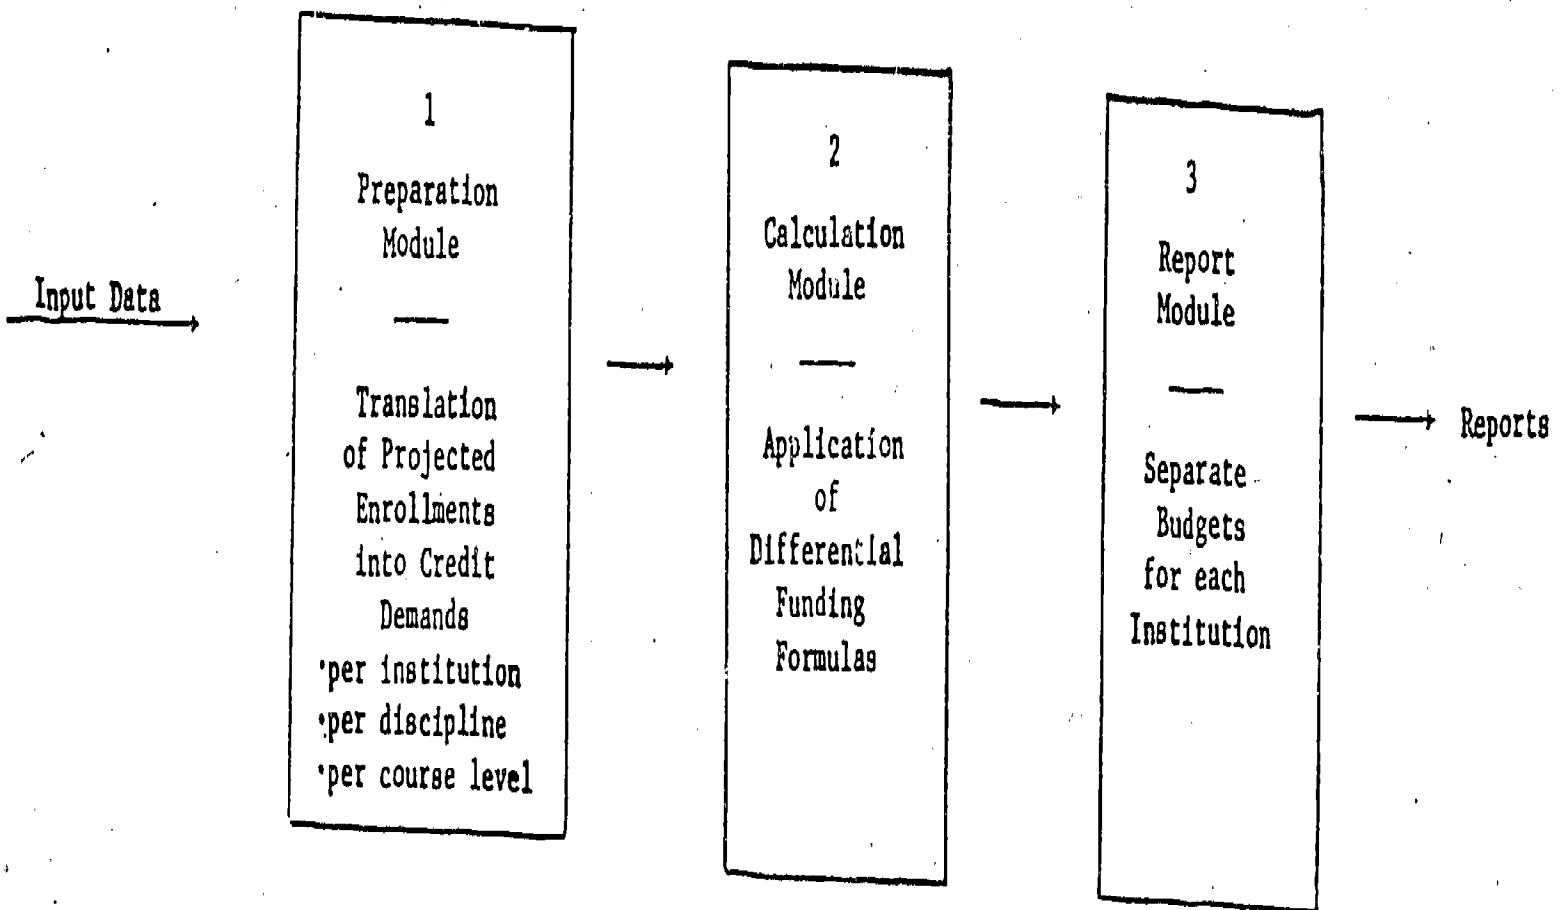 Input Data
1
Preparation
Module
Translation
of Projected
Enrollments
into Credit
Demands
·per institution
·per discipline
·per course level
2
Calculation
Module
Application
of
Differential
Funding
Formulas
3
Report
Module
Separate
Budgets
for each
Institution
Reports